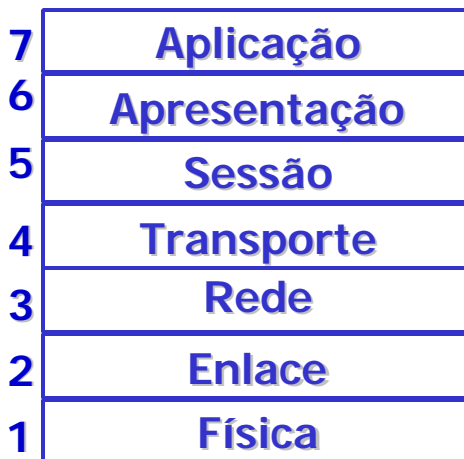 7 Aplicação
6 Apresentação
5 Sessão
4 Transporte
3 Rede
2 Enlace
1 Física